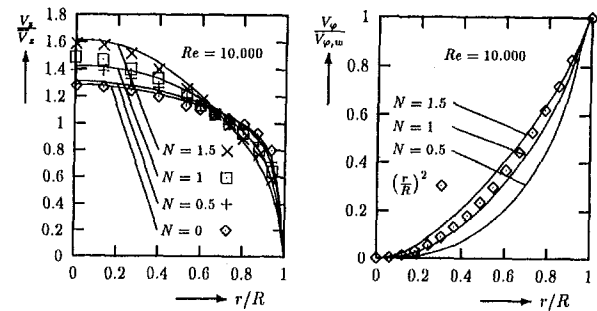 V_z / V̄_z
1.8
1.6
1.4
1.2
1
0.8
0.6
0.4
0.2
0
Re = 10.000
N = 1.5
N = 1
N = 0.5
N = 0
0 0.2 0.4 0.6 0.8 1
r/R
V_φ / V_{φ,w}
1
0.8
0.6
0.4
0.2
0
Re = 10.000
N = 1.5
N = 1
N = 0.5
(r/R)^2
0 0.2 0.4 0.6 0.8 1
r/R